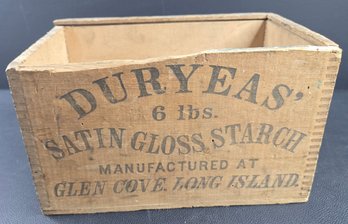 DURYEAS'
6 lbs.
SATIN GLOSS STARCH
MANUFACTURED AT
GLEN COVE, LONG ISLAND.